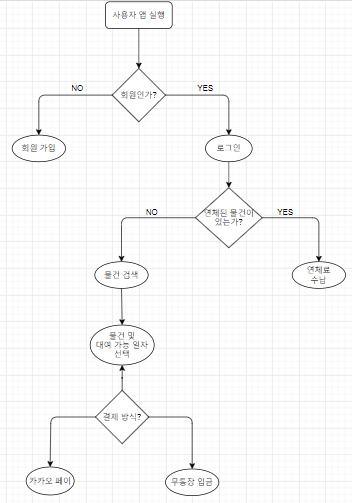 사용자 앱 실행
회원인가?
NO
YES
회원 가입
로그인
연체된 물건이
있는가?
NO
YES
물건 검색
연체료
수납
물건 및
대여 가능 일자
선택
결제 방식?
카카오 페이
무통장 입금